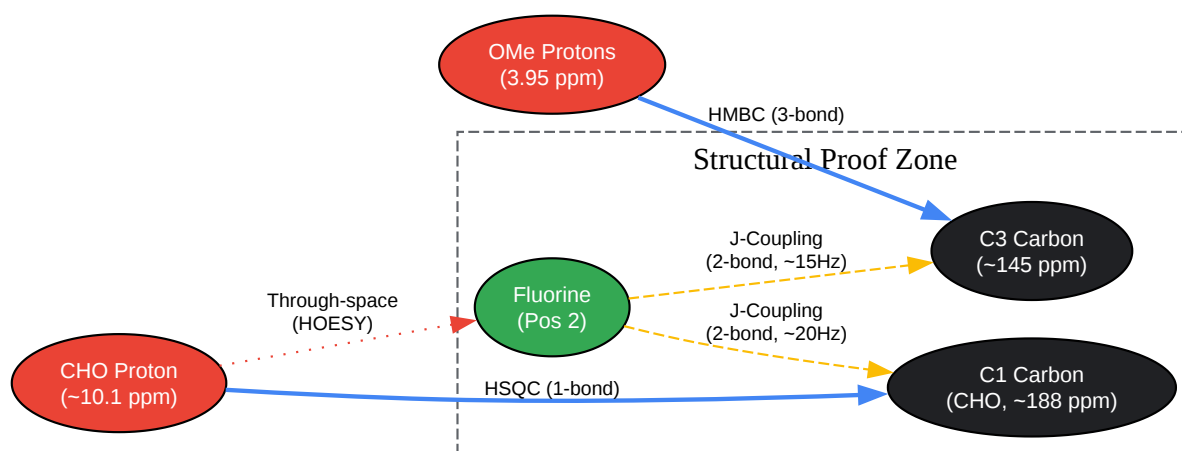 OMe Protons
(3.95 ppm)
HMBC (3-bond)
Structural Proof Zone
J-Coupling
(2-bond, ~15Hz)
C3 Carbon
(~145 ppm)
Through-space
(HOESY)
Fluorine
(Pos 2)
J-Coupling
(2-bond, ~20Hz)
CHO Proton
(~10.1 ppm)
HSQC (1-bond)
C1 Carbon
(CHO, ~188 ppm)